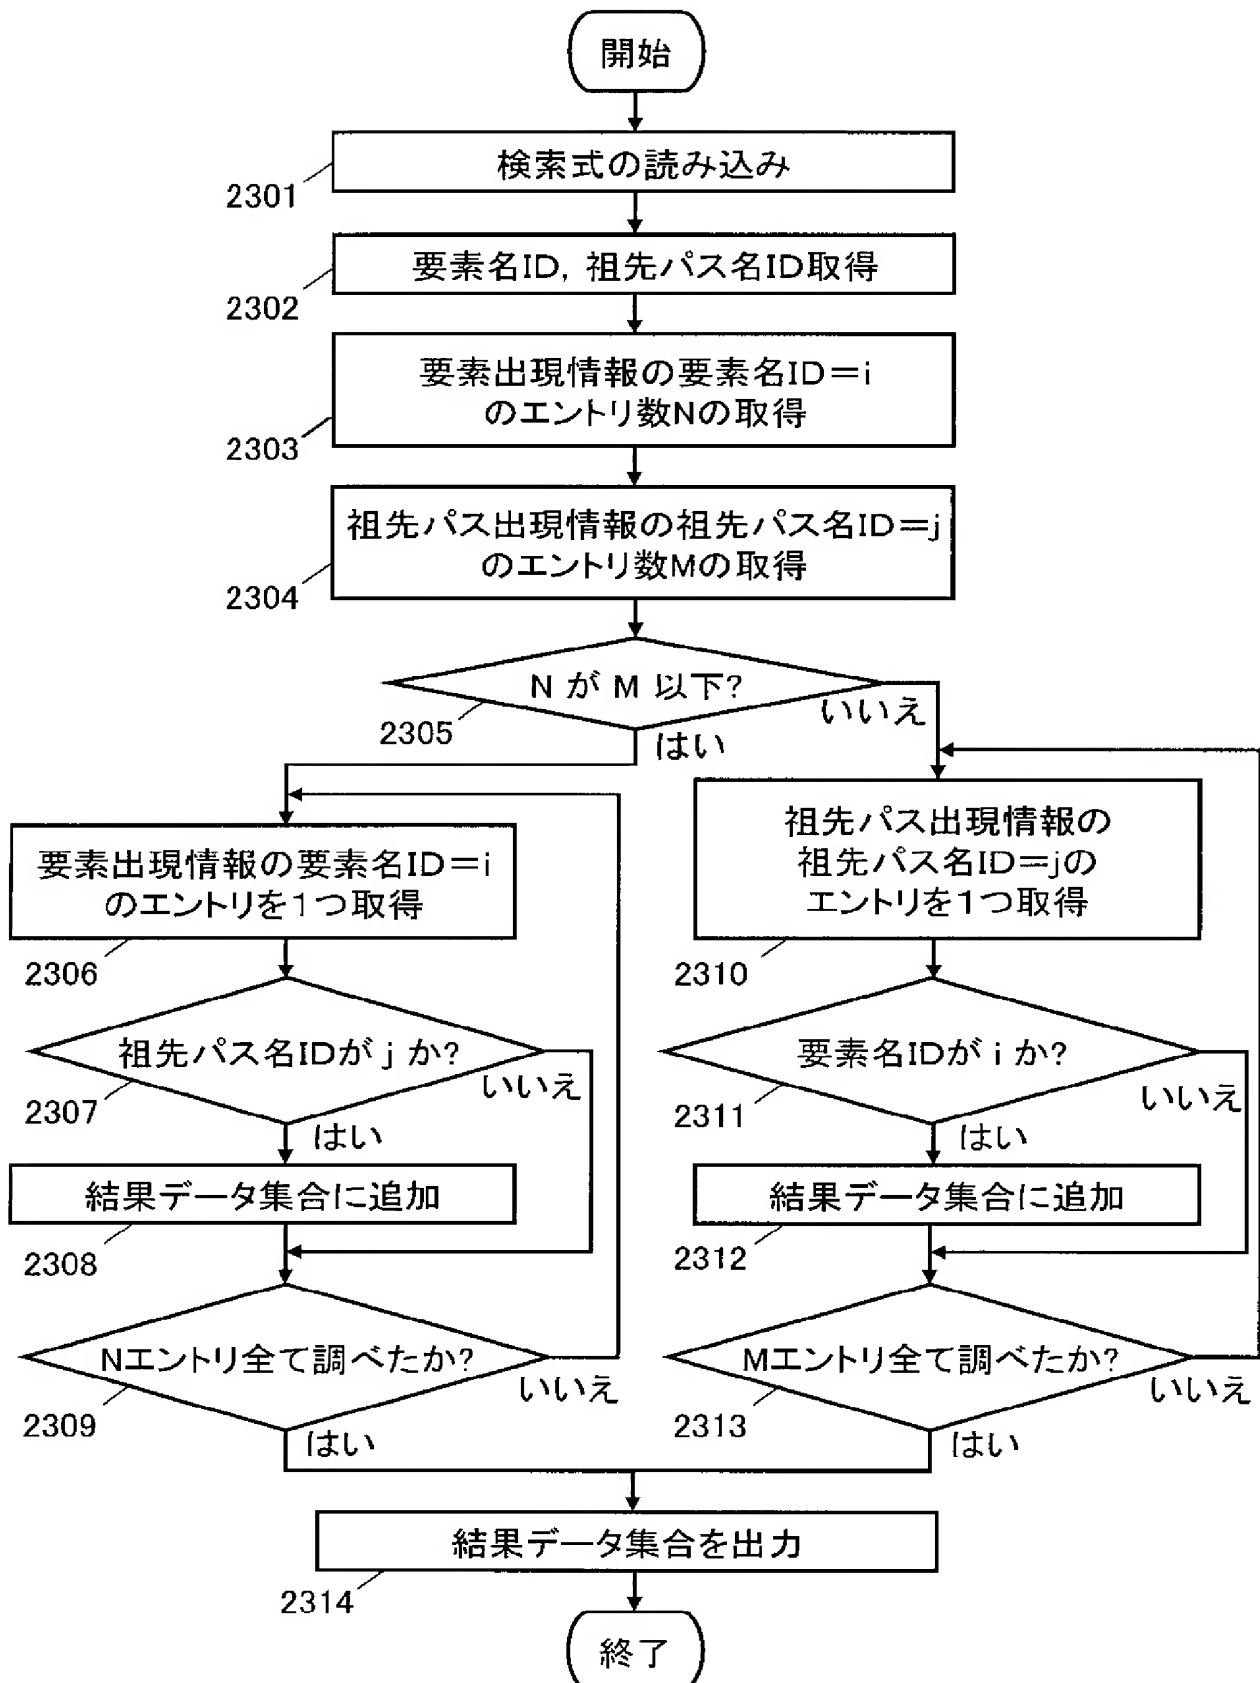 開始
検索式の読み込み
2301
要素名ID，祖先パス名ID取得
2302
要素出現情報の要素名ID＝i
のエントリ数Nの取得
2303
祖先パス出現情報の祖先パス名ID＝j
のエントリ数Mの取得
2304
N が M 以下?
2305
いいえ
はい
要素出現情報の要素名ID＝i
のエントリを1つ取得
2306
祖先パス名IDが j か?
2307
いいえ
はい
結果データ集合に追加
2308
Nエントリ全て調べたか?
2309
いいえ
はい
祖先パス出現情報の
祖先パス名ID＝jの
エントリを1つ取得
2310
要素名IDが i か?
2311
いいえ
はい
結果データ集合に追加
2312
Mエントリ全て調べたか?
2313
いいえ
はい
結果データ集合を出力
2314
終了